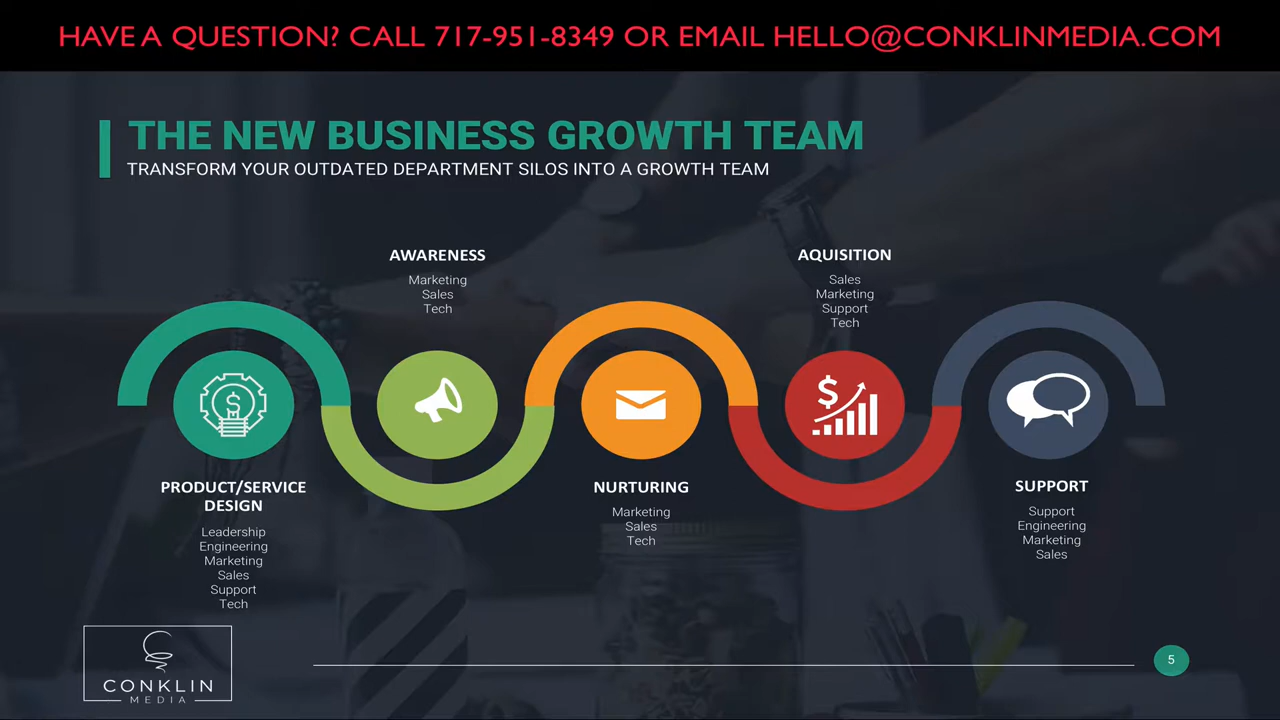 HAVE A QUESTION? CALL 717-951-8349 OR EMAIL HELLO@CONKLINMEDIA.COM
THE NEW BUSINESS GROWTH TEAM
TRANSFORM YOUR OUTDATED DEPARTMENT SILOS INTO A GROWTH TEAM
PRODUCT/SERVICE
DESIGN
Leadership
Engineering
Marketing
Sales
Support
Tech
AWARENESS
Marketing
Sales
Tech
NURTURING
Marketing
Sales
Tech
AQUISITION
Sales
Marketing
Support
Tech
SUPPORT
Support
Engineering
Marketing
Sales
CONKLIN
MEDIA
5